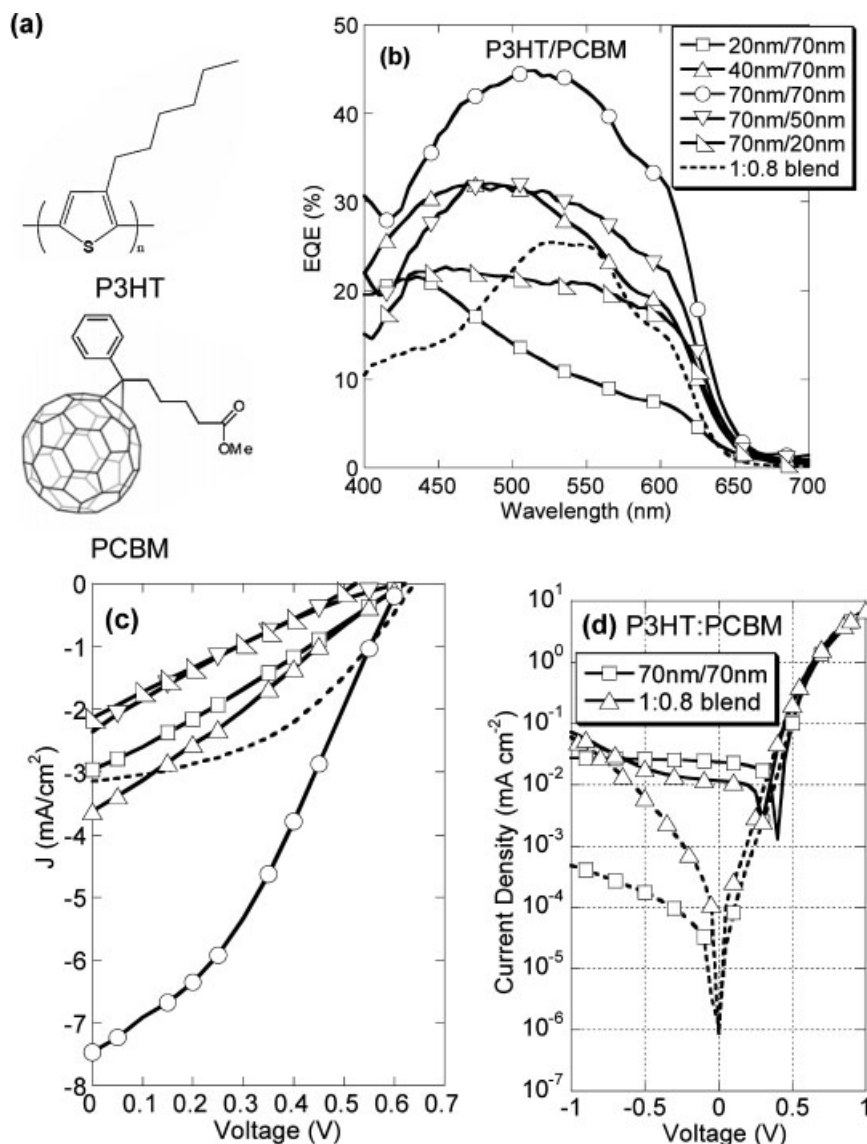 (a)
S
n
P3HT
O
OMe
PCBM
(b)
P3HT/PCBM
20nm/70nm
40nm/70nm
70nm/70nm
70nm/50nm
70nm/20nm
1:0.8 blend
50
40
30
20
10
0
EQE (%)
400 450 500 550 600 650 700
Wavelength (nm)
(c)
0
-1
-2
-3
-4
-5
-6
-7
-8
J (mA/cm²)
0 0.1 0.2 0.3 0.4 0.5 0.6 0.7
Voltage (V)
(d) P3HT:PCBM
70nm/70nm
1:0.8 blend
10¹
10⁰
10⁻¹
10⁻²
10⁻³
10⁻⁴
10⁻⁵
10⁻⁶
10⁻⁷
Current Density (mA cm⁻²)
-1 -0.5 0 0.5 1
Voltage (V)